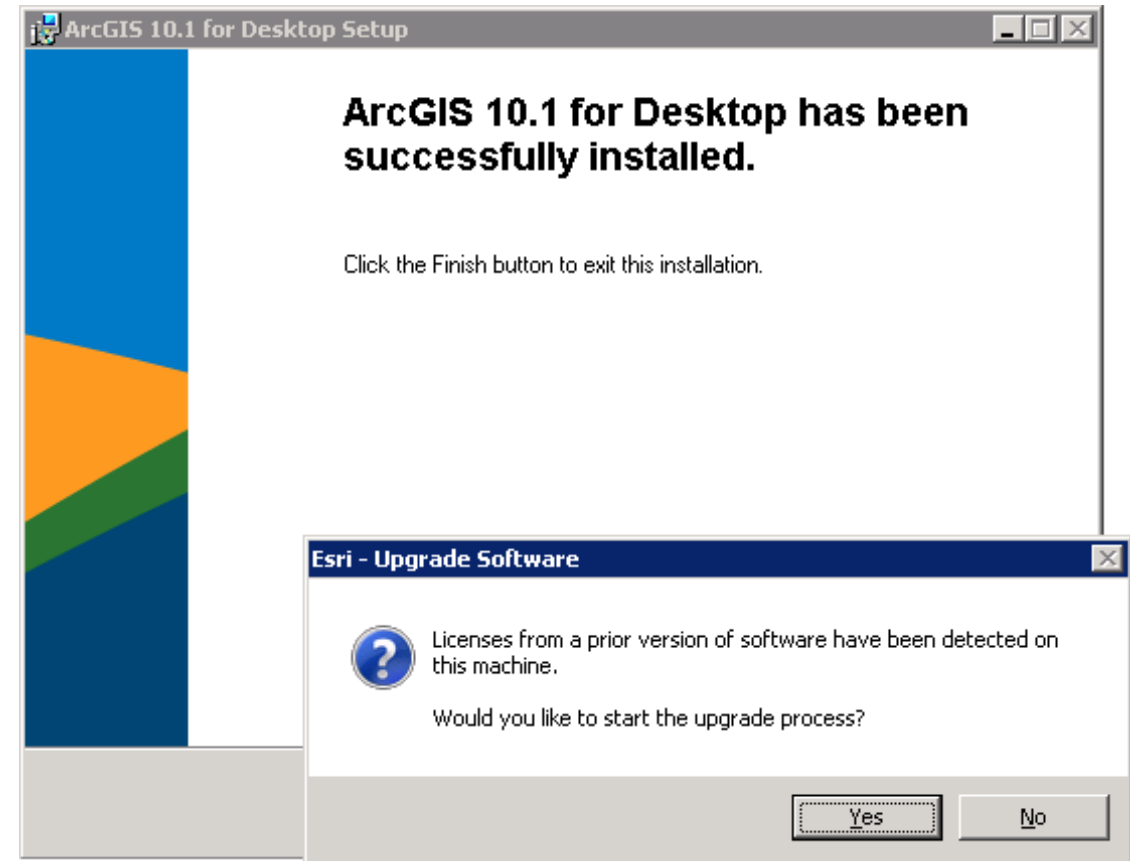 ArcGIS 10.1 for Desktop Setup
ArcGIS 10.1 for Desktop has been
successfully installed.
Click the Finish button to exit this installation.
Esri - Upgrade Software
Licenses from a prior version of software have been detected on
this machine.
Would you like to start the upgrade process?
Yes
No